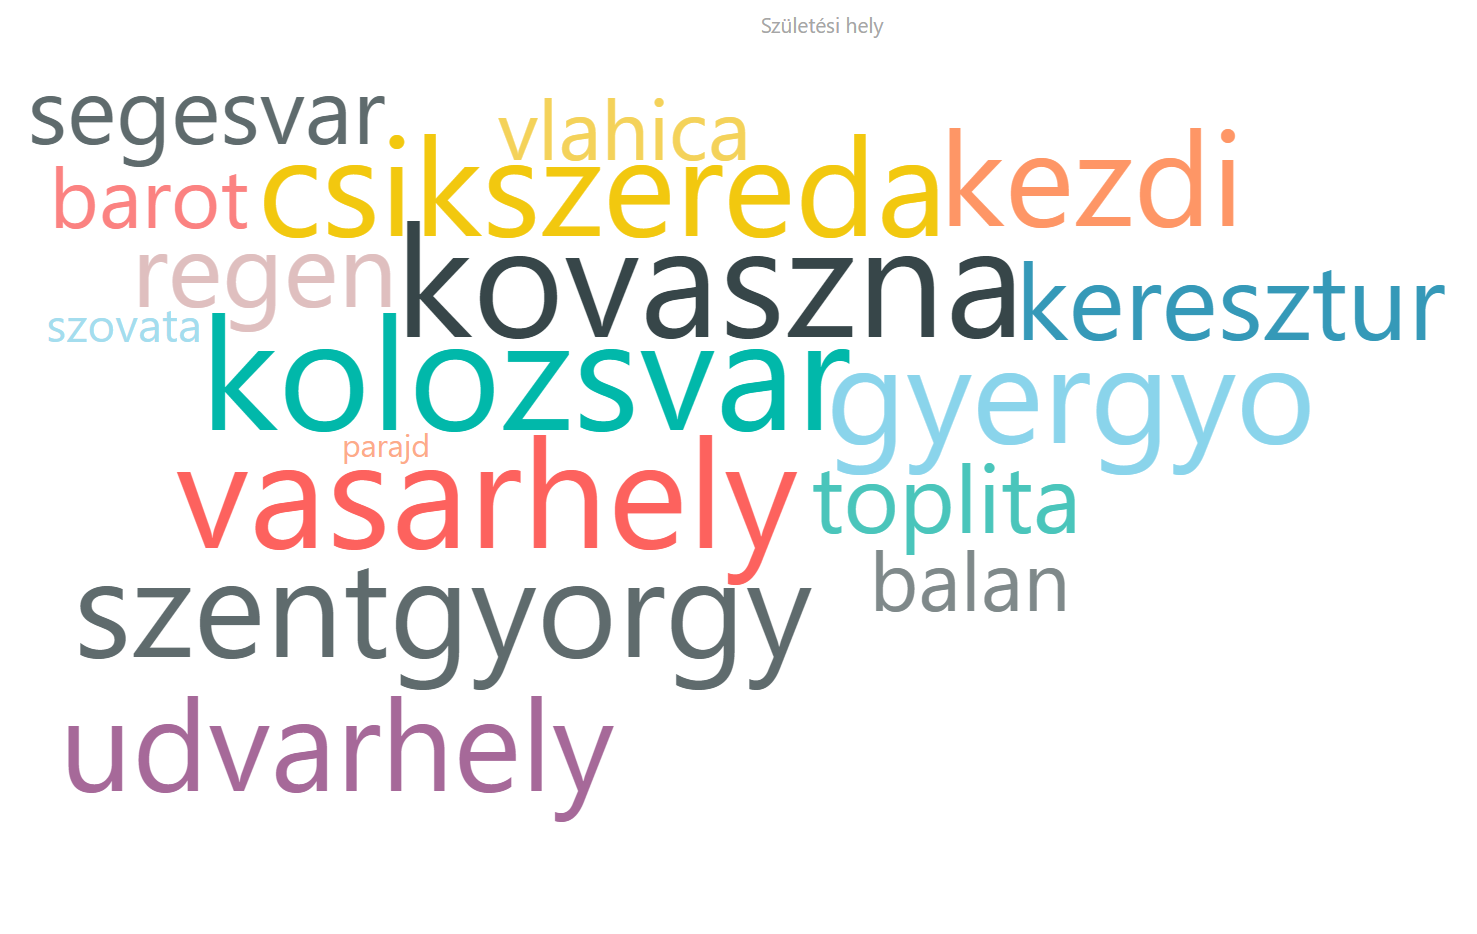 Születési hely
segesvar
vlahica
barot
csikszereda
kezdi
regen
kovaszna
keresztur
szovata
kolozsvar
gyergyo
parajd
vasarhely
toplita
balan
szentgyorgy
udvarhely